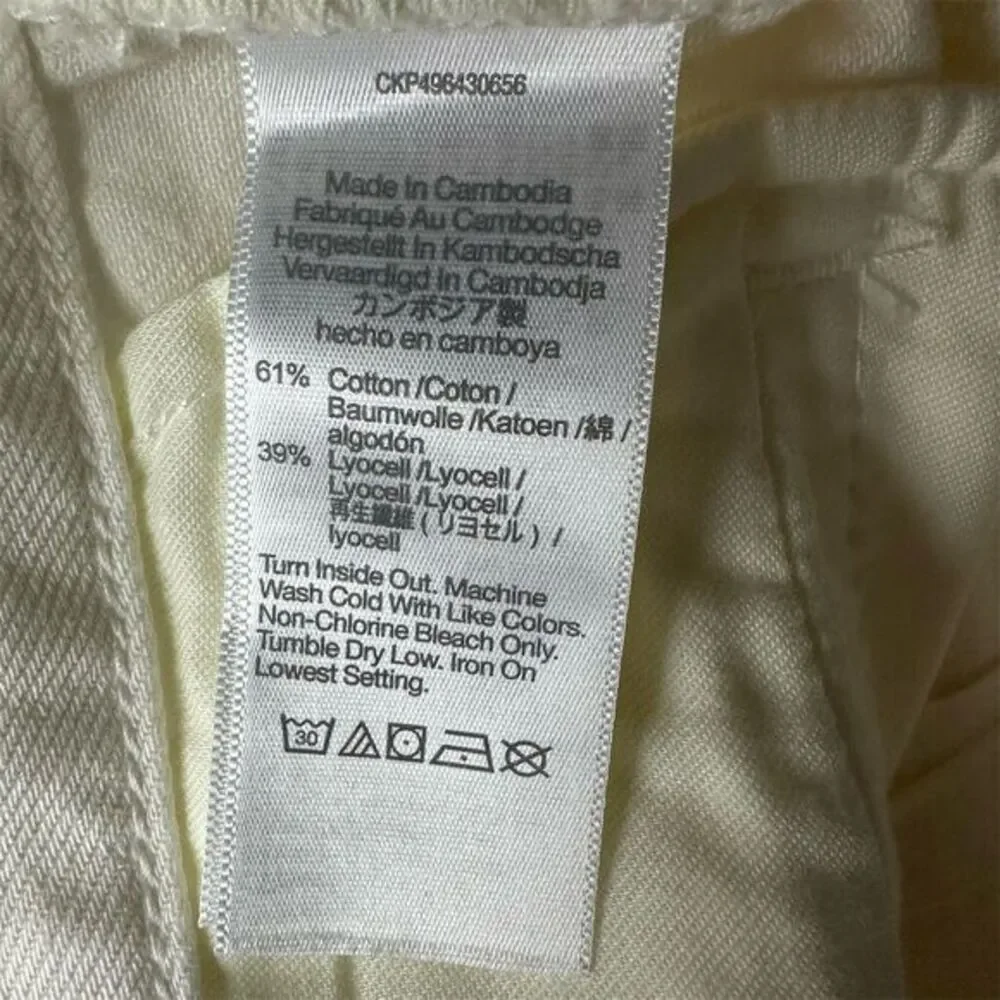 CKP496430656
Made In Cambodia
Fabriqué Au Cambodge
Hergestellt In Kambodscha
Vervaardigd In Cambodja
カンボジア製
hecho en camboya
61% Cotton /Coton /
Baumwolle /Katoen /綿 /
algodón
39% Lyocell /Lyocell /
Lyocell /Lyocell /
再生繊維 (リヨセル) /
lyocell
Turn Inside Out. Machine
Wash Cold With Like Colors.
Non-Chlorine Bleach Only.
Tumble Dry Low. Iron On
Lowest Setting.
30